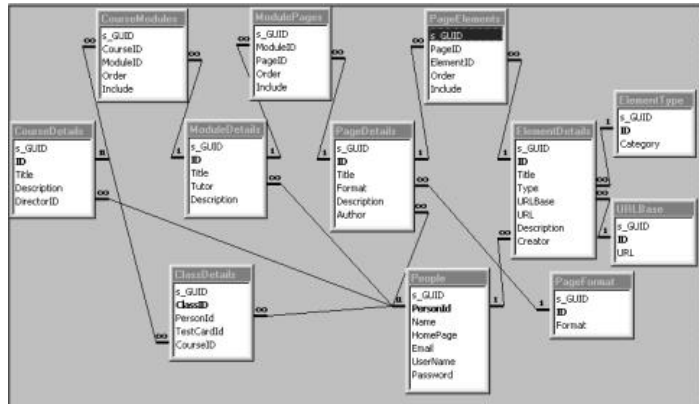 CourseModules
s_GUID
CourseID
ModuleID
Order
Include
ModulePages
s_GUID
ModuleID
PageID
Order
Include
PageElements
s_GUID
PageID
ElementID
Order
Include
ElementType
s_GUID
ID
Category
CourseDetails
s_GUID
ID
Title
Description
DirectorID
ModuleDetails
s_GUID
ID
Title
Tutor
Description
PageDetails
s_GUID
ID
Title
Format
Description
Author
ElementDetails
s_GUID
ID
Title
Type
URLBase
URL
Description
Creator
URLBase
s_GUID
ID
URL
ClassDetails
s_GUID
ClassID
PersonId
TestCardId
CourseID
People
s_GUID
PersonId
Name
HomePage
Email
UserName
Password
PageFormat
s_GUID
ID
Format